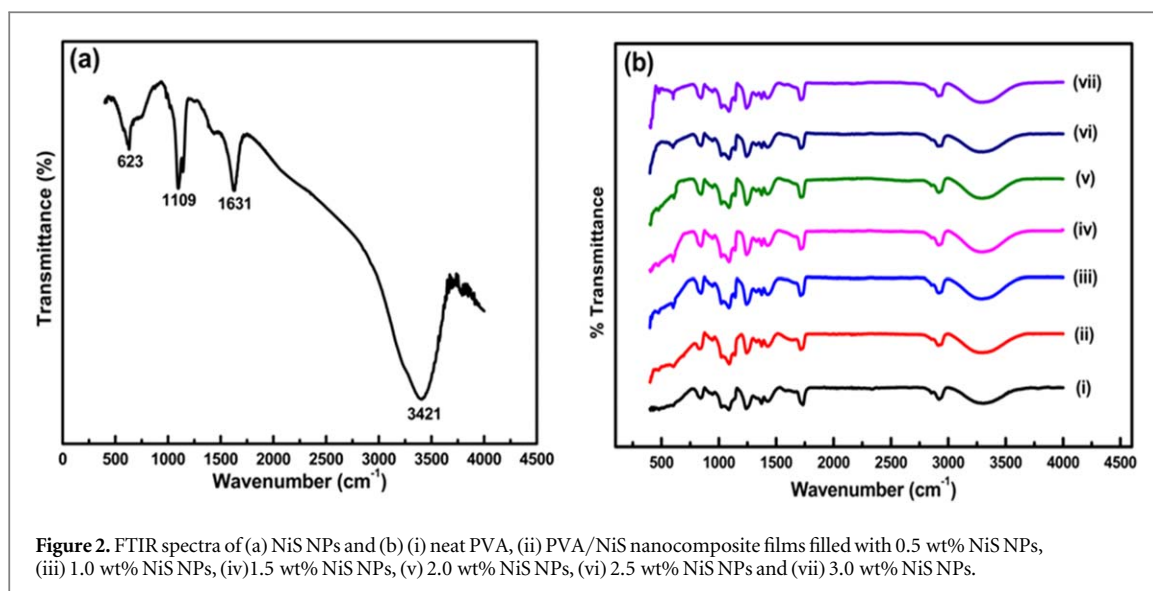 (a)
Transmittance (%)
623
1109
1631
3421
0 500 1000 1500 2000 2500 3000 3500 4000 4500
Wavenumber (cm⁻¹)
(b)
% Transmittance
(vii)
(vi)
(v)
(iv)
(iii)
(ii)
(i)
500 1000 1500 2000 2500 3000 3500 4000 4500
Wavenumber (cm⁻¹)
Figure 2. FTIR spectra of (a) NiS NPs and (b) (i) neat PVA, (ii) PVA/NiS nanocomposite films filled with 0.5 wt% NiS NPs,
(iii) 1.0 wt% NiS NPs, (iv)1.5 wt% NiS NPs, (v) 2.0 wt% NiS NPs, (vi) 2.5 wt% NiS NPs and (vii) 3.0 wt% NiS NPs.